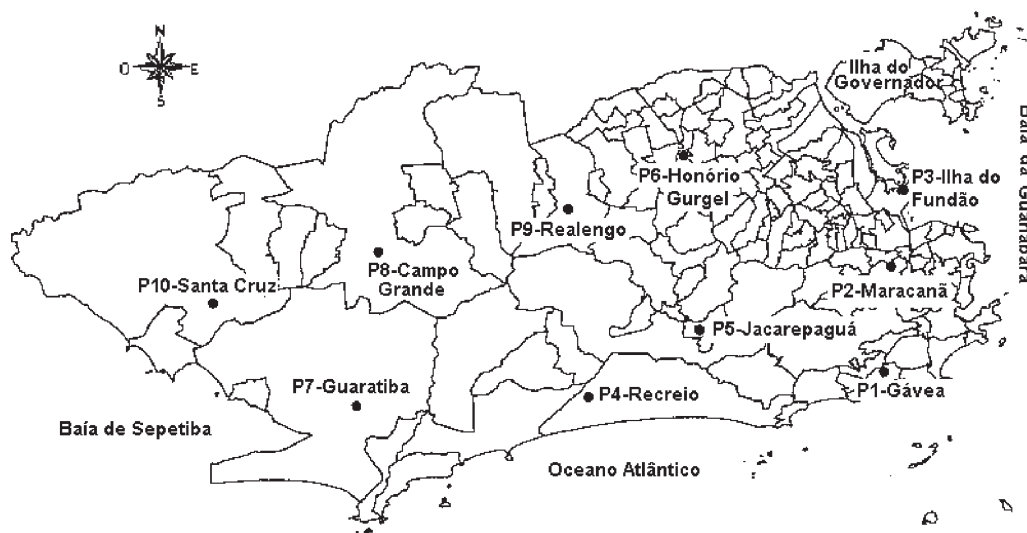 N
O E
S
Ilha do
Governador
Baía da Guanabara
P3-Ilha do
Fundão
P6-Honório
Gurgel
P9-Realengo
P8-Campo
Grande
P10-Santa Cruz
P2-Maracanã
P5-Jacarepaguá
P1-Gávea
P7-Guaratiba
P4-Recreio
Baía de Sepetiba
Oceano Atlântico